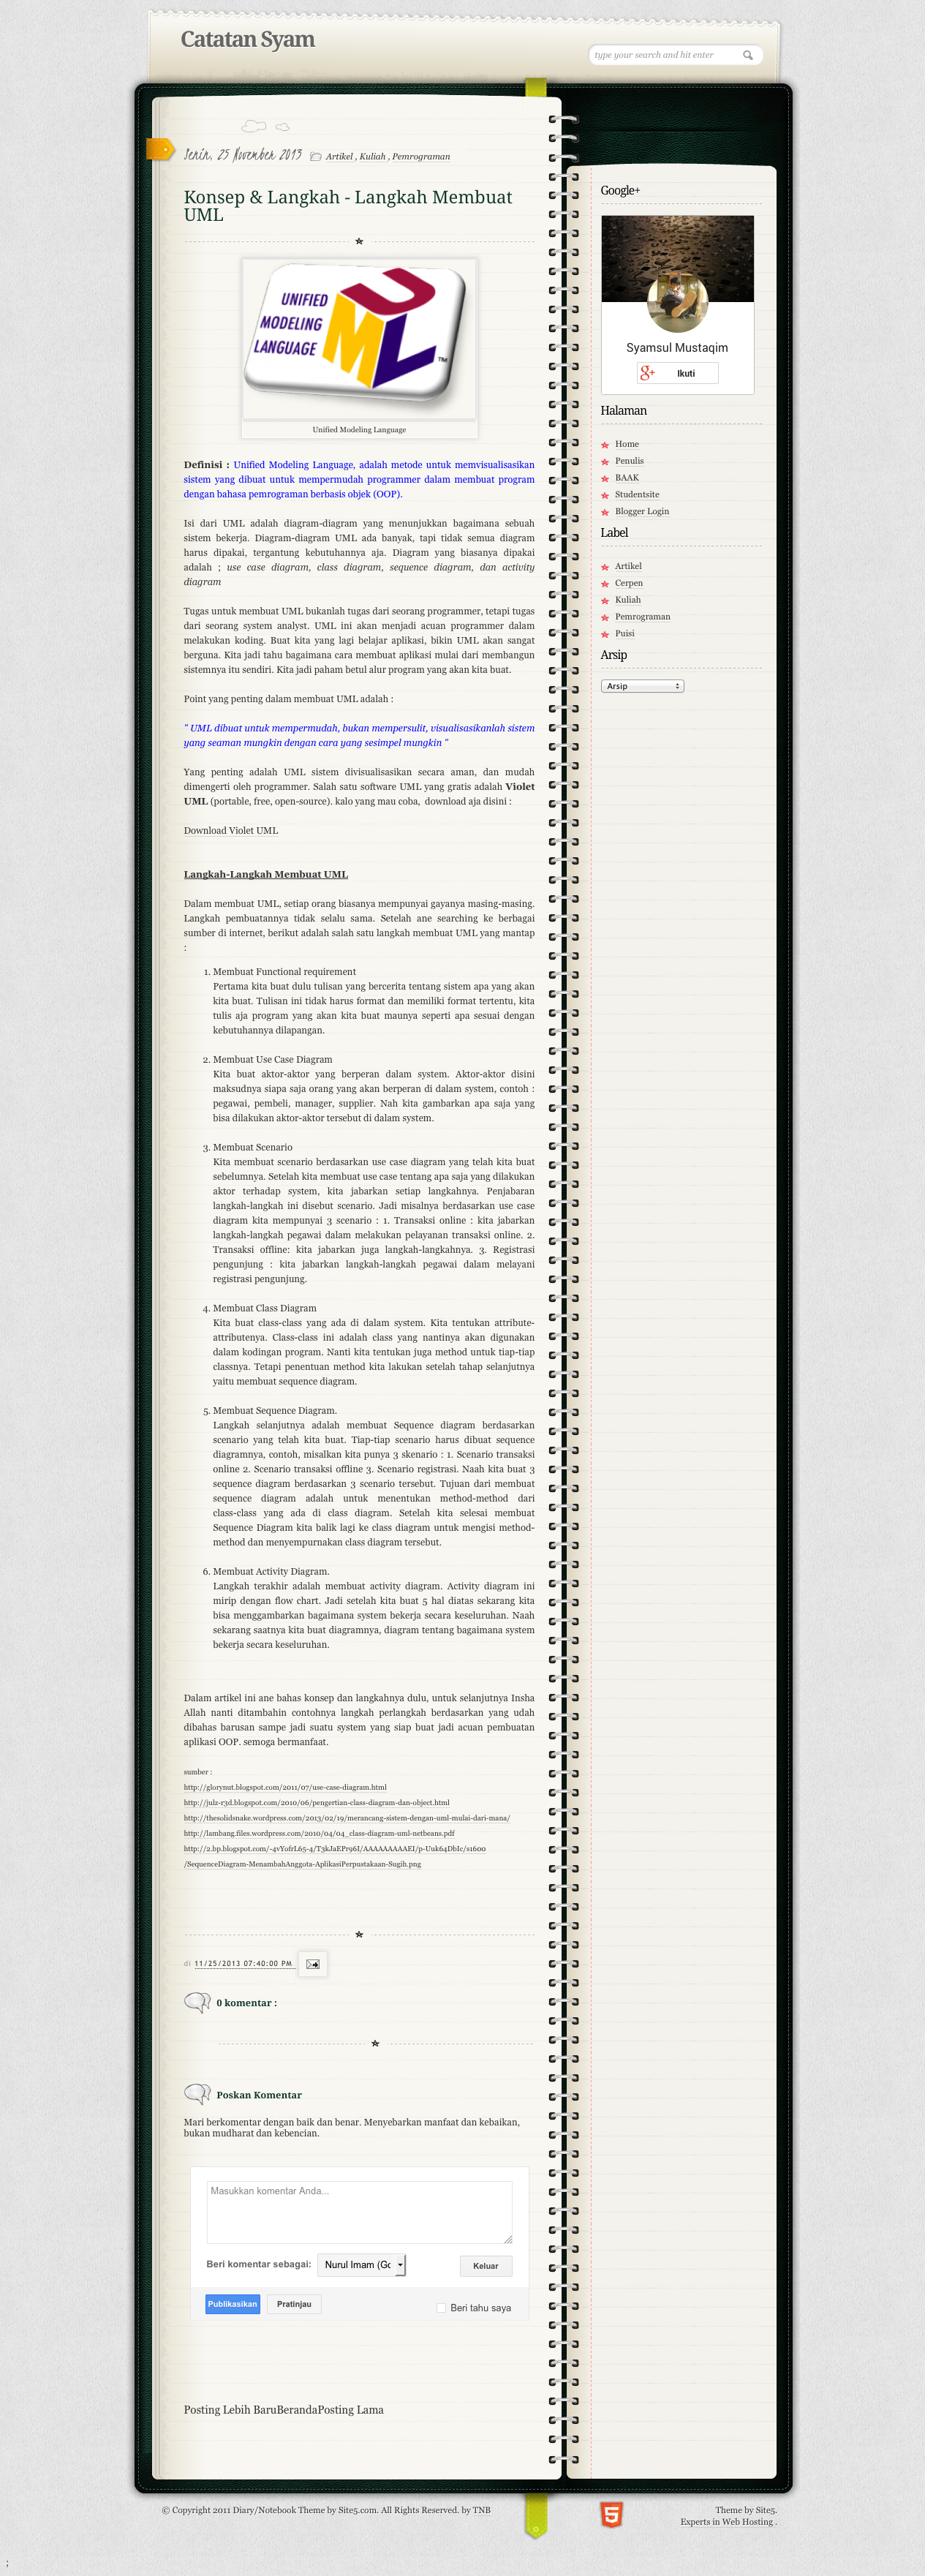 Catatan Syam
type your search and hit enter
Senin, 25 November 2013
Artikel , Kuliah , Pemrograman
Konsep & Langkah - Langkah Membuat
UML
UNIFIED
MODELING
LANGUAGE
UML
TM
Unified Modeling Language
Definisi : Unified Modeling Language, adalah metode untuk memvisualisasikan
sistem yang dibuat untuk mempermudah programmer dalam membuat program
dengan bahasa pemrograman berbasis objek (OOP).
Isi dari UML adalah diagram-diagram yang menunjukkan bagaimana sebuah
sistem bekerja. Diagram-diagram UML ada banyak, tapi tidak semua diagram
harus dipakai, tergantung kebutuhannya aja. Diagram yang biasanya dipakai
adalah ; use case diagram, class diagram, sequence diagram, dan activity
diagram
Tugas untuk membuat UML bukanlah tugas dari seorang programmer, tetapi tugas
dari seorang system analyst. UML ini akan menjadi acuan programmer dalam
melakukan koding. Buat kita yang lagi belajar aplikasi, bikin UML akan sangat
berguna. Kita jadi tahu bagaimana cara membuat aplikasi mulai dari membangun
sistemnya itu sendiri. Kita jadi paham betul alur program yang akan kita buat.
Point yang penting dalam membuat UML adalah :
" UML dibuat untuk mempermudah, bukan mempersulit, visualisasikanlah sistem
yang seaman mungkin dengan cara yang sesimpel mungkin "
Yang penting adalah UML sistem divisualisasikan secara aman, dan mudah
dimengerti oleh programmer. Salah satu software UML yang gratis adalah Violet
UML (portable, free, open-source). kalo yang mau coba,  download aja disini :
Download Violet UML
Langkah-Langkah Membuat UML
Dalam membuat UML, setiap orang biasanya mempunyai gayanya masing-masing.
Langkah pembuatannya tidak selalu sama. Setelah ane searching ke berbagai
sumber di internet, berikut adalah salah satu langkah membuat UML yang mantap
:
1. Membuat Functional requirement
Pertama kita buat dulu tulisan yang bercerita tentang sistem apa yang akan
kita buat. Tulisan ini tidak harus format dan memiliki format tertentu, kita
tulis aja program yang akan kita buat maunya seperti apa sesuai dengan
kebutuhannya dilapangan.
2. Membuat Use Case Diagram
Kita buat aktor-aktor yang berperan dalam system. Aktor-aktor disini
maksudnya siapa saja orang yang akan berperan di dalam system, contoh :
pegawai, pembeli, manager, supplier. Nah kita gambarkan apa saja yang
bisa dilakukan aktor-aktor tersebut di dalam system.
3. Membuat Scenario
Kita membuat scenario berdasarkan use case diagram yang telah kita buat
sebelumnya. Setelah kita membuat use case tentang apa saja yang dilakukan
aktor terhadap system, kita jabarkan setiap langkahnya. Penjabaran
langkah-langkah ini disebut scenario. Jadi misalnya berdasarkan use case
diagram kita mempunyai 3 scenario : 1. Transaksi online : kita jabarkan
langkah-langkah pegawai dalam melakukan pelayanan transaksi online. 2.
Transaksi offline: kita jabarkan juga langkah-langkahnya. 3. Registrasi
pengunjung : kita jabarkan langkah-langkah pegawai dalam melayani
registrasi pengunjung.
4. Membuat Class Diagram
Kita buat class-class yang ada di dalam system. Kita tentukan attribute-
attributenya. Class-class ini adalah class yang nantinya akan digunakan
dalam kodingan program. Nanti kita tentukan juga method untuk tiap-tiap
classnya. Tetapi penentuan method kita lakukan setelah tahap selanjutnya
yaitu membuat sequence diagram.
5. Membuat Sequence Diagram.
Langkah selanjutnya adalah membuat Sequence diagram berdasarkan
scenario yang telah kita buat. Tiap-tiap scenario harus dibuat sequence
diagramnya, contoh, misalkan kita punya 3 skenario : 1. Scenario transaksi
online 2. Scenario transaksi offline 3. Scenario registrasi. Naah kita buat 3
sequence diagram berdasarkan 3 scenario tersebut. Tujuan dari membuat
sequence diagram adalah untuk menentukan method-method dari
class-class yang ada di class diagram. Setelah kita selesai membuat
Sequence Diagram kita balik lagi ke class diagram untuk mengisi method-
method dan menyempurnakan class diagram tersebut.
6. Membuat Activity Diagram.
Langkah terakhir adalah membuat activity diagram. Activity diagram ini
mirip dengan flow chart. Jadi setelah kita buat 5 hal diatas sekarang kita
bisa menggambarkan bagaimana system bekerja secara keseluruhan. Naah
sekarang saatnya kita buat diagramnya, diagram tentang bagaimana system
bekerja secara keseluruhan.
Dalam artikel ini ane bahas konsep dan langkahnya dulu, untuk selanjutnya Insha
Allah nanti ditambahin contohnya langkah perlangkah berdasarkan yang udah
dibahas barusan sampe jadi suatu system yang siap buat jadi acuan pembuatan
aplikasi OOP. semoga bermanfaat.
sumber :
http://glorynut.blogspot.com/2011/07/use-case-diagram.html
http://julz-r3d.blogspot.com/2010/06/pengertian-class-diagram-dan-object.html
http://thesolidsnake.wordpress.com/2013/02/19/merancang-sistem-dengan-uml-mulai-dari-mana/
http://lambang.files.wordpress.com/2010/04/04_class-diagram-uml-netbeans.pdf
http://2.bp.blogspot.com/-4vYofrL65-4/T3kJaEPr96I/AAAAAAAAAEI/p-Uuk64DbIc/s1600
/SequenceDiagram-MenambahAnggota-AplikasiPerpustakaan-Sugih.png
di 11/25/2013 07:40:00 PM
0 komentar :
Poskan Komentar
Mari berkomentar dengan baik dan benar. Menyebarkan manfaat dan kebaikan,
bukan mudharat dan kebencian.
Masukkan komentar Anda...
Beri komentar sebagai: Nurul Imam (Go
Keluar
Publikasikan
Pratinjau
Beri tahu saya
Posting Lebih BaruBerandaPosting Lama
Google+
Syamsul Mustaqim
g+ Ikuti
Halaman
Home
Penulis
BAAK
Studentsite
Blogger Login
Label
Artikel
Cerpen
Kuliah
Pemrograman
Puisi
Arsip
Arsip
© Copyright 2011 Diary/Notebook Theme by Site5.com. All Rights Reserved. by TNB
5
Theme by Site5.
Experts in Web Hosting .
;